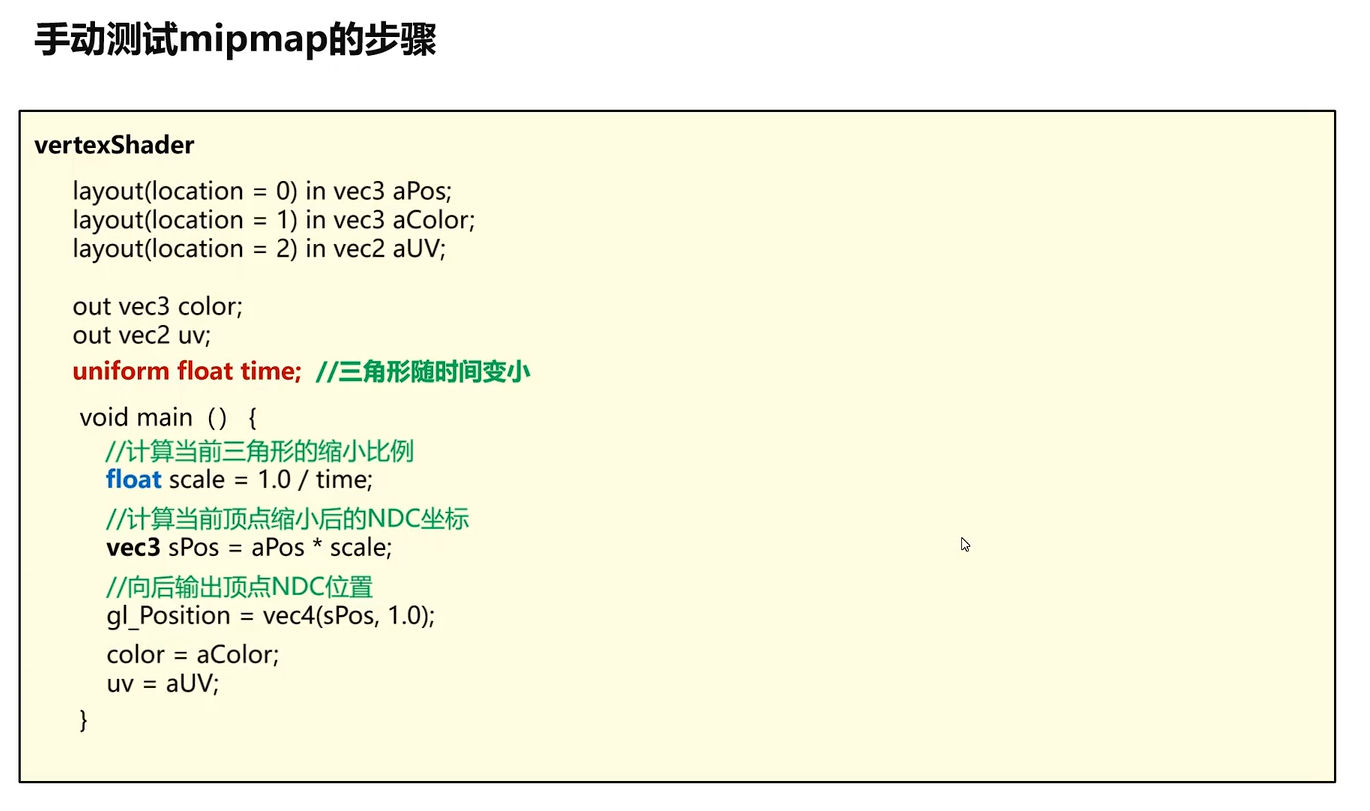 手动测试mipmap的步骤
vertexShader
layout(location = 0) in vec3 aPos;
layout(location = 1) in vec3 aColor;
layout(location = 2) in vec2 aUV;
out vec3 color;
out vec2 uv;
uniform float time; //三角形随时间变小
void main () {
//计算当前三角形的缩小比例
float scale = 1.0 / time;
//计算当前顶点缩小后的NDC坐标
vec3 sPos = aPos * scale;
//向后输出顶点NDC位置
gl_Position = vec4(sPos, 1.0);
color = aColor;
uv = aUV;
}